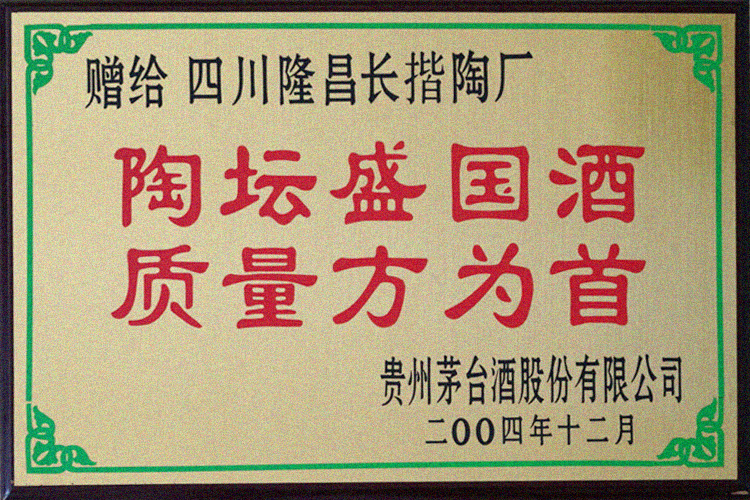 赠给 四川隆昌长揩陶厂
陶坛盛国酒
质量方为首
贵州茅台酒股份有限公司
二00四年十二月